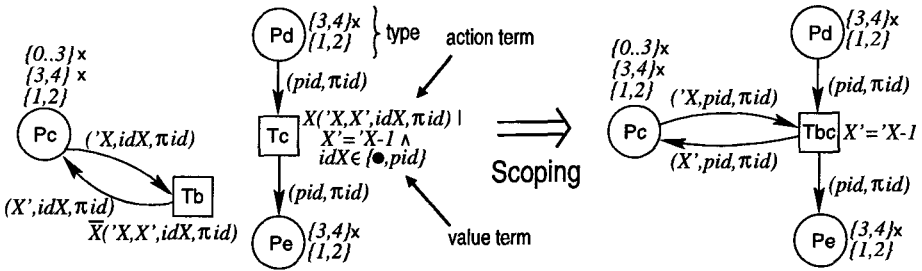 {0..3}x
{3,4} x
{1,2}
Pc
('X,idX,πid)
(X',idX,πid)
Tb
X̅('X,X',idX,πid)
Pd
{3,4}x
{1,2}
type
(pid,πid)
action term
Tc
X('X,X',idX,πid) |
X'='X-1 ∧
idX∈{●,pid}
(pid,πid)
value term
Pe
{3,4}x
{1,2}
Scoping
{0..3}x
{3,4}x
{1,2}
Pc
('X,pid,πid)
(X',pid,πid)
Pd
{3,4}x
{1,2}
(pid,πid)
Tbc
X'='X-1
(pid,πid)
Pe
{3,4}x
{1,2}